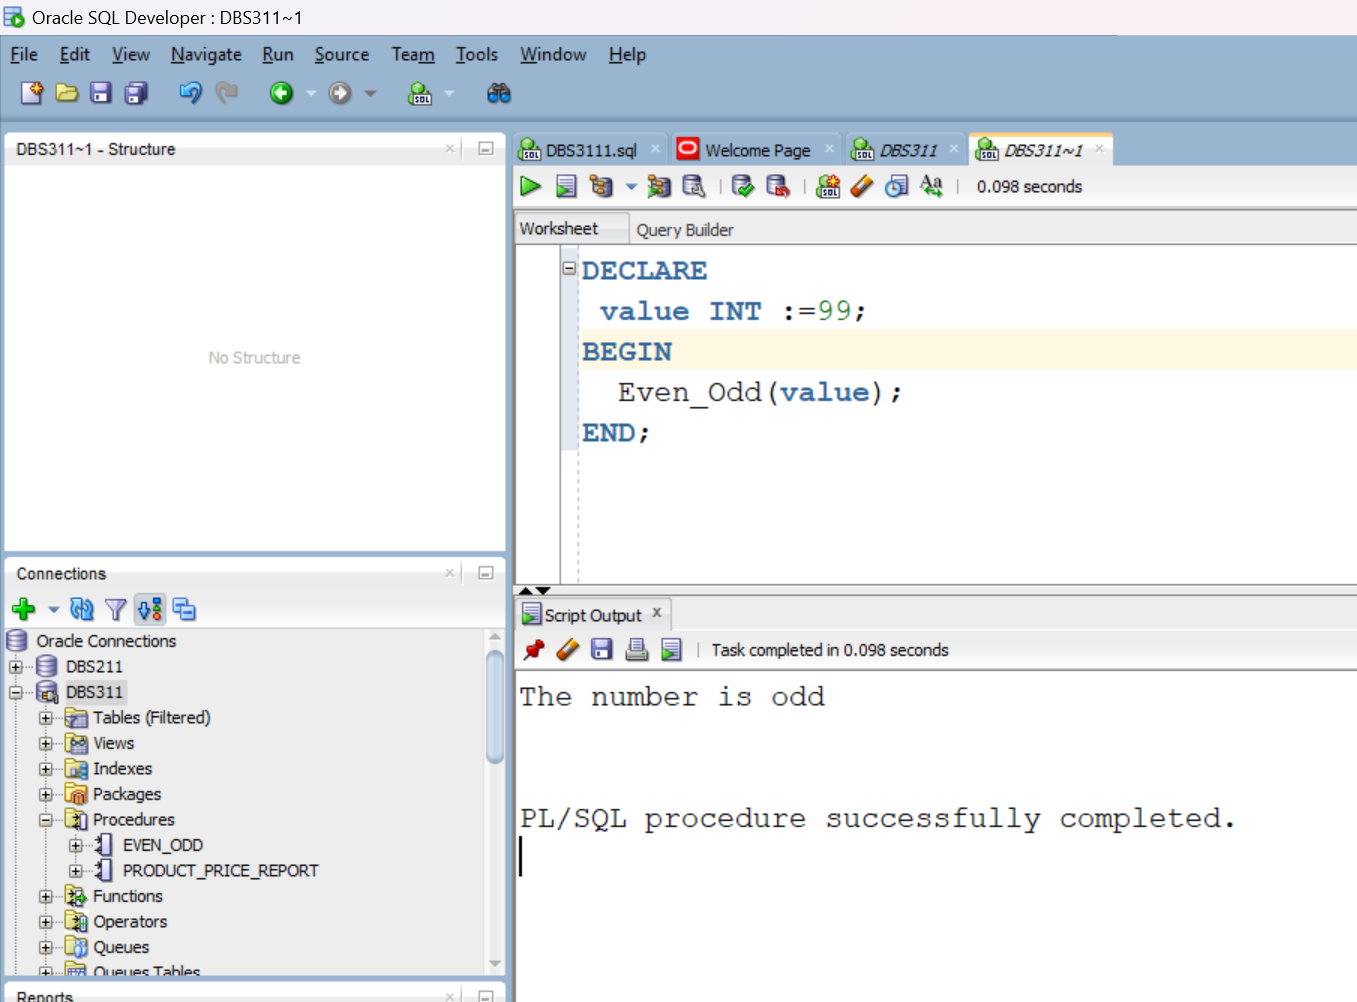 Oracle SQL Developer : DBS311~1
File Edit View Navigate Run Source Team Tools Window Help
SQL
DBS311~1 - Structure
No Structure
DBS3111.sql
Welcome Page
DBS311
DBS311~1
0.098 seconds
Worksheet
Query Builder
DECLARE
value INT :=99;
BEGIN
Even_Odd(value);
END;
Connections
Oracle Connections
DBS211
DBS311
Tables (Filtered)
Views
Indexes
Packages
Procedures
EVEN_ODD
PRODUCT_PRICE_REPORT
Functions
Operators
Queues
Queues Tables
Reports
Script Output
Task completed in 0.098 seconds
The number is odd
PL/SQL procedure successfully completed.